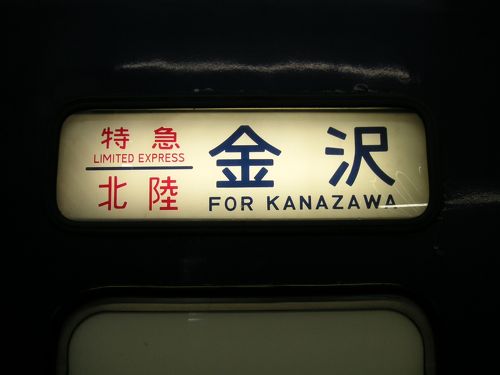 特急
LIMITED EXPRESS
北陸
金沢
FOR KANAZAWA